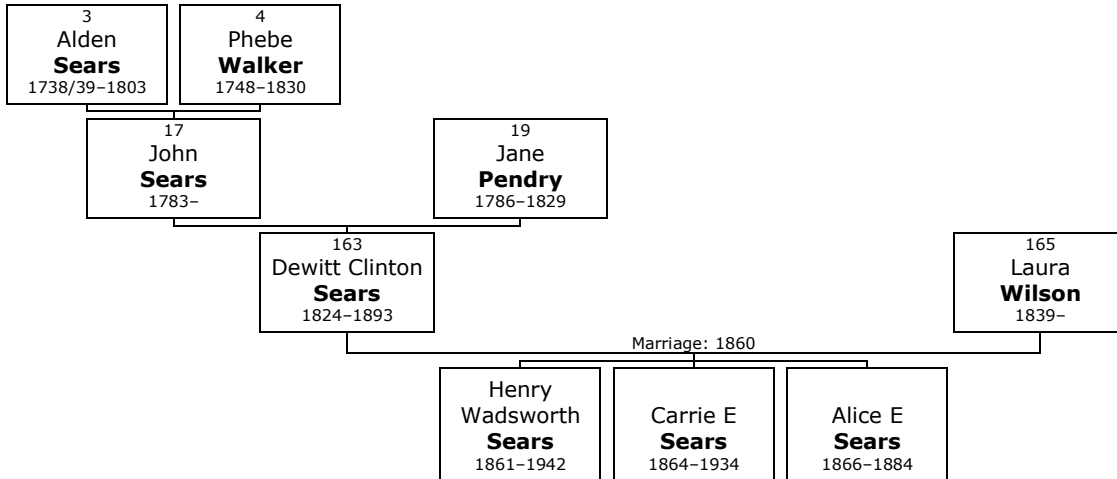 3
Alden
Sears
1738/39–1803
4
Phebe
Walker
1748–1830
17
John
Sears
1783–
19
Jane
Pendry
1786–1829
163
Dewitt Clinton
Sears
1824–1893
165
Laura
Wilson
1839–
Marriage: 1860
Henry
Wadsworth
Sears
1861–1942
Carrie E
Sears
1864–1934
Alice E
Sears
1866–1884